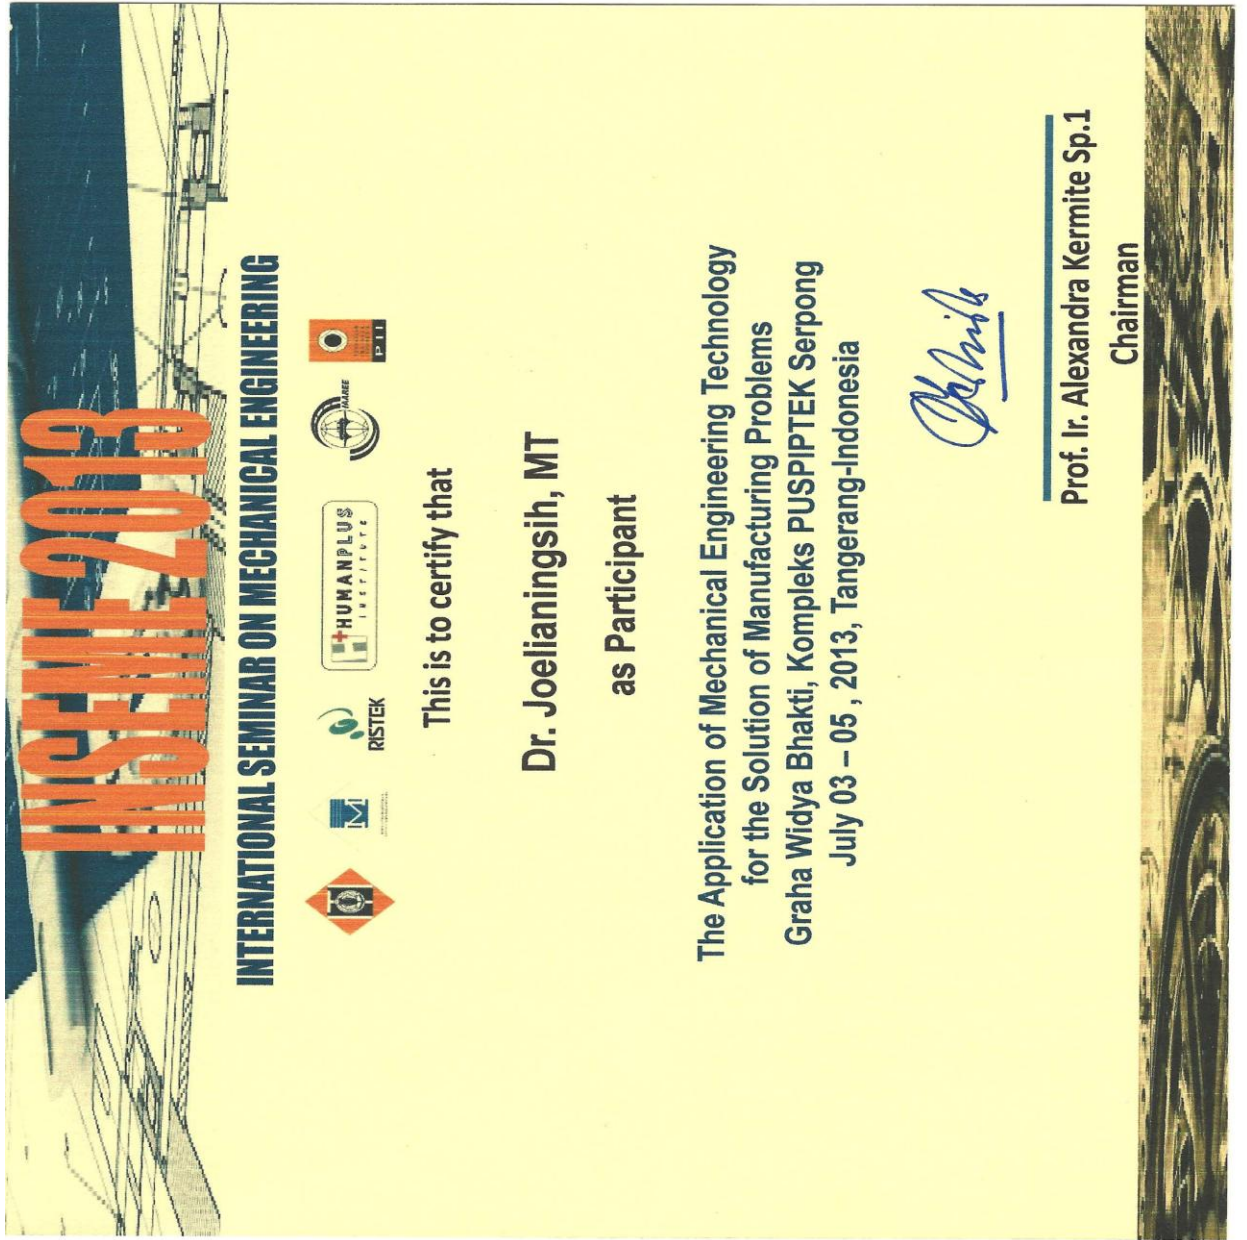 INSEME 2013
INTERNATIONAL SEMINAR ON MECHANICAL ENGINEERING
M
RISTEK
HUMANPLUS
INSTITUTE
MAREE
PII
This is to certify that
Dr. Joelianingsih, MT
as Participant
The Application of Mechanical Engineering Technology
for the Solution of Manufacturing Problems
Graha Widya Bhakti, Kompleks PUSPIPTEK Serpong
July 03 – 05 , 2013, Tangerang-Indonesia
Prof. Ir. Alexandra Kermite Sp.1
Chairman